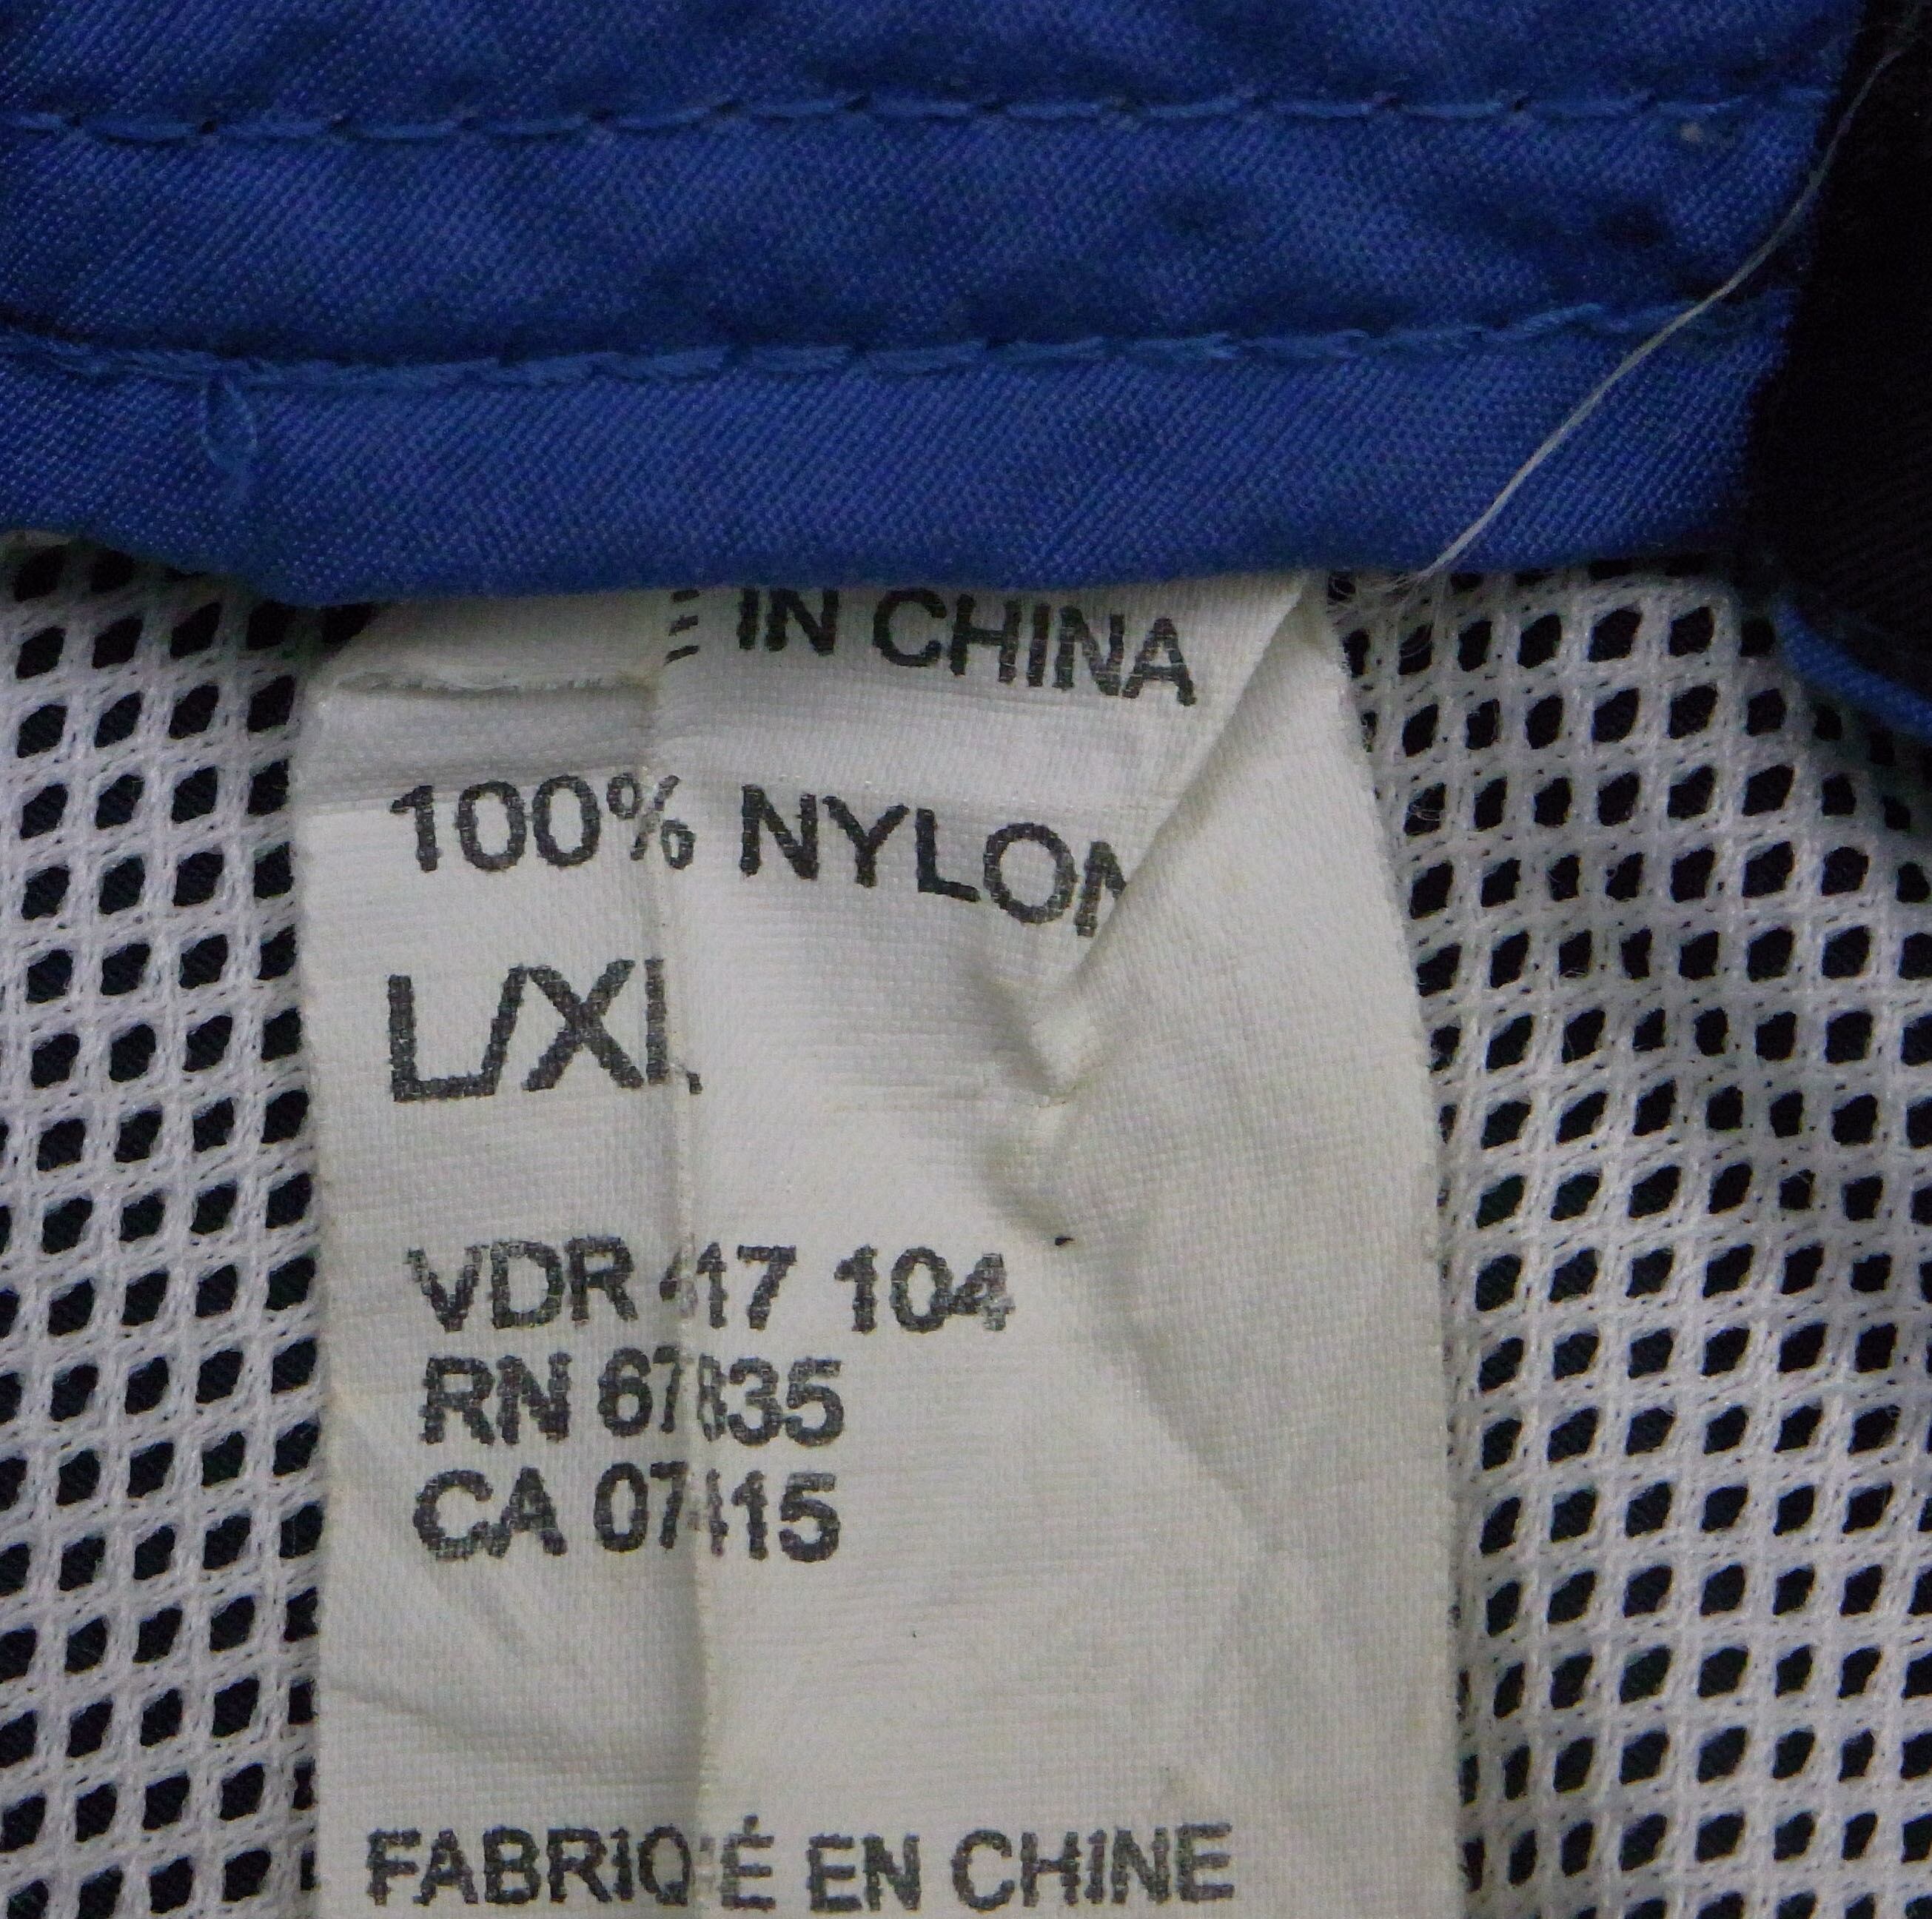 IN CHINA
100% NYLON
L/XL
VDR 417 104
RN 67835
CA 07415
FABRIQUÉ EN CHINE